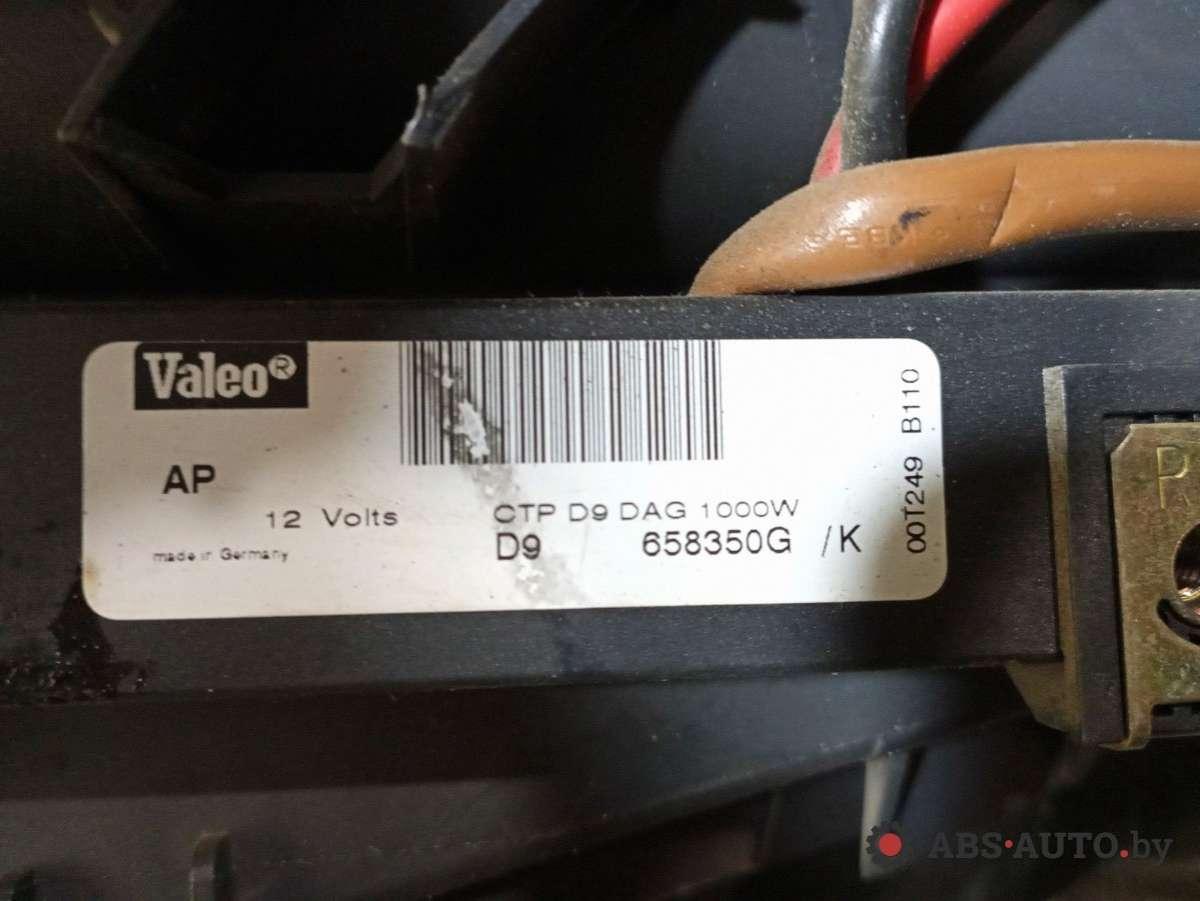 Valeo®
AP
12 Volts
made in Germany
CTP D9 DAG 1000W
D9 658350G /K
00T249 B110
ABS-AUTO.by